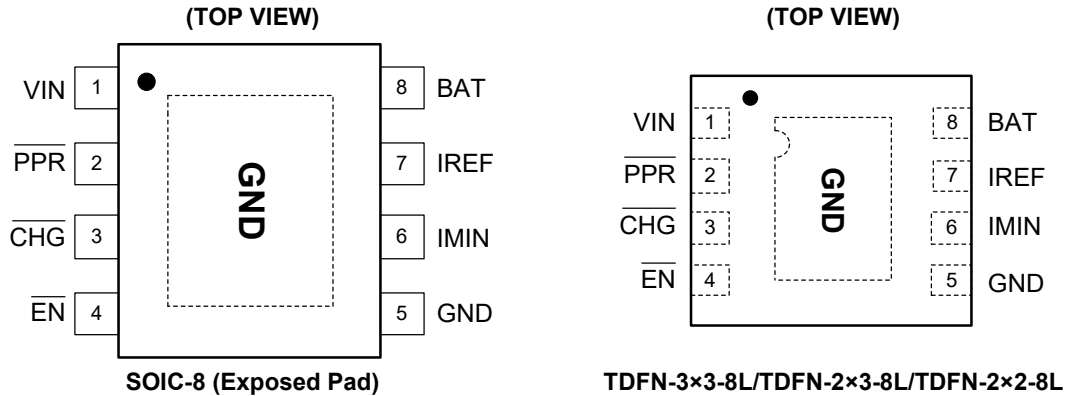 (TOP VIEW)
VIN 1 8 BAT
PPR 2 7 IREF
GND
CHG 3 6 IMIN
EN 4 5 GND
SOIC-8 (Exposed Pad)
(TOP VIEW)
VIN 1 8 BAT
PPR 2 7 IREF
GND
CHG 3 6 IMIN
EN 4 5 GND
TDFN-3×3-8L/TDFN-2×3-8L/TDFN-2×2-8L